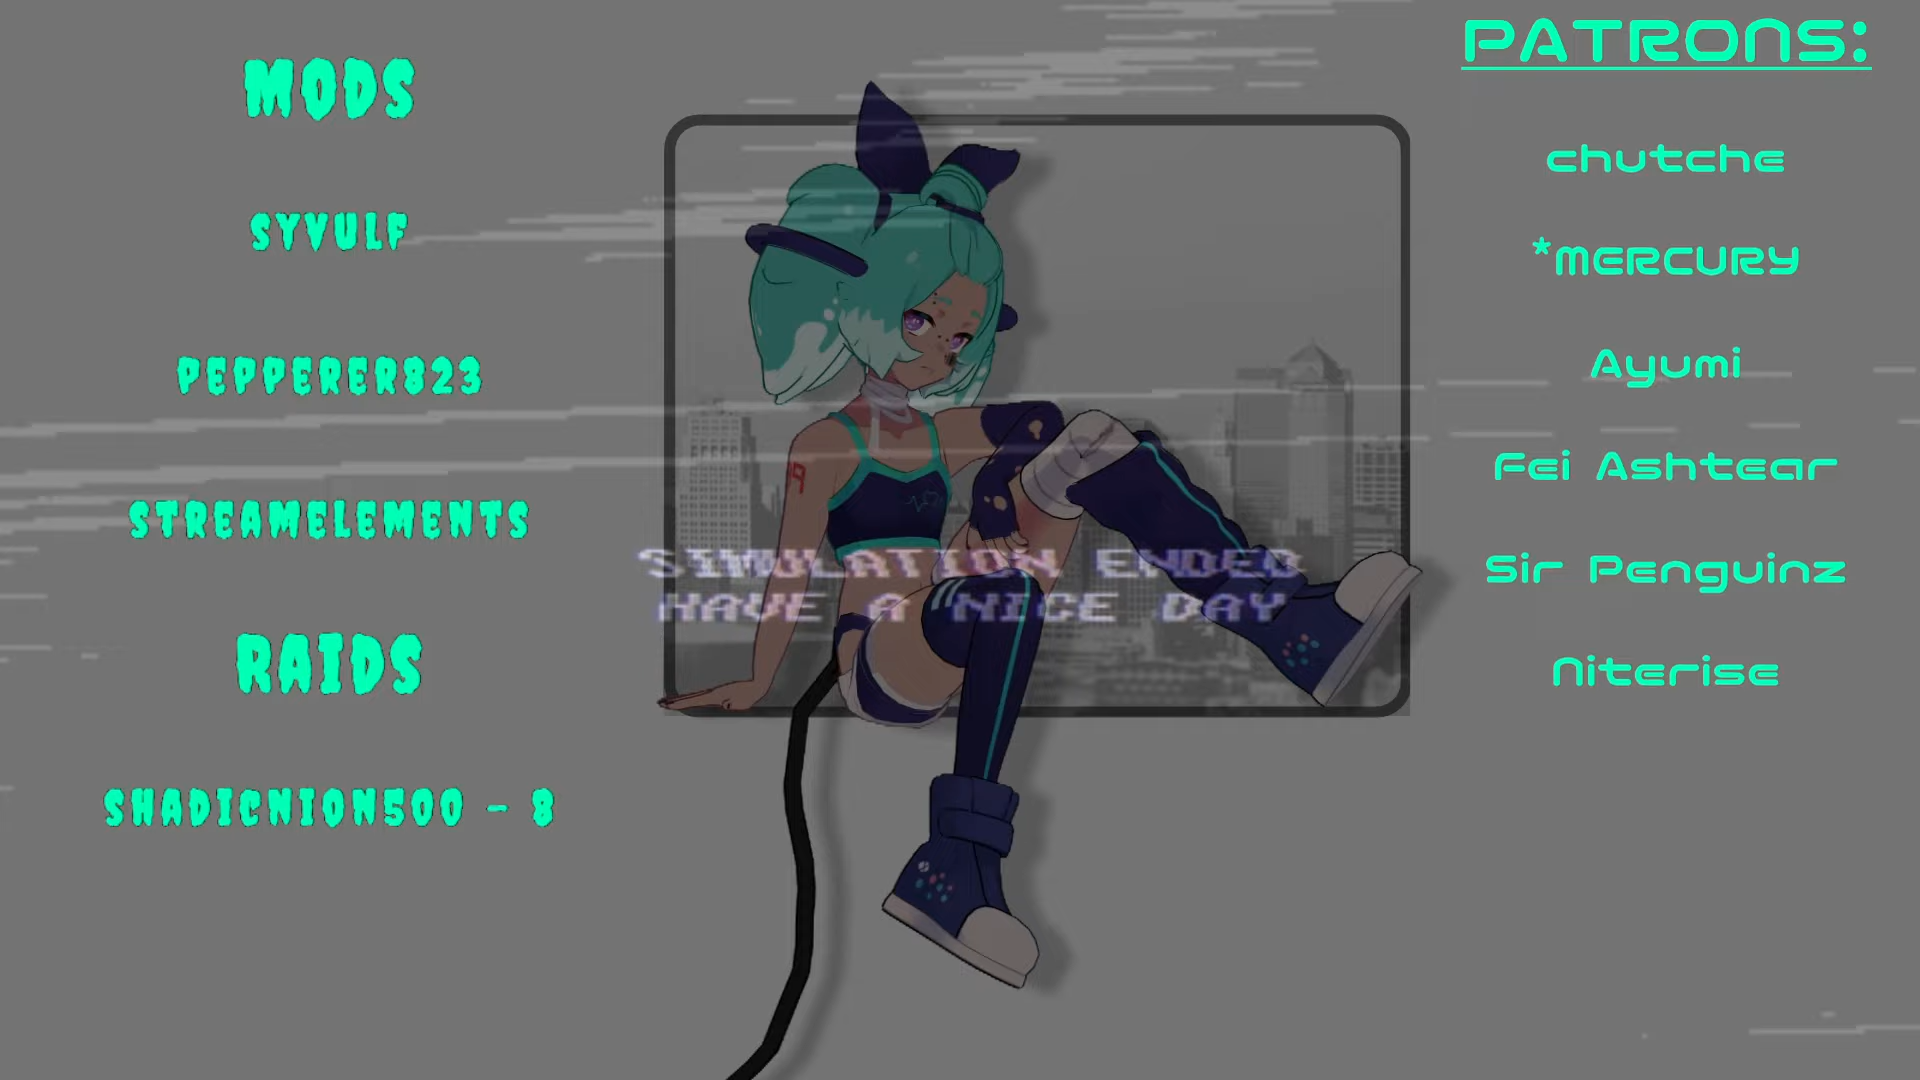 MODS
SYVULF
PEPPERER823
STREAMELEMENTS
RAIDS
SHADICNION500 - 8
SIMULATION ENDED
HAVE A NICE DAY
PATRONS:
chutche
*MERCURY
Ayumi
Fei Ashtear
Sir Penguinz
Niterise